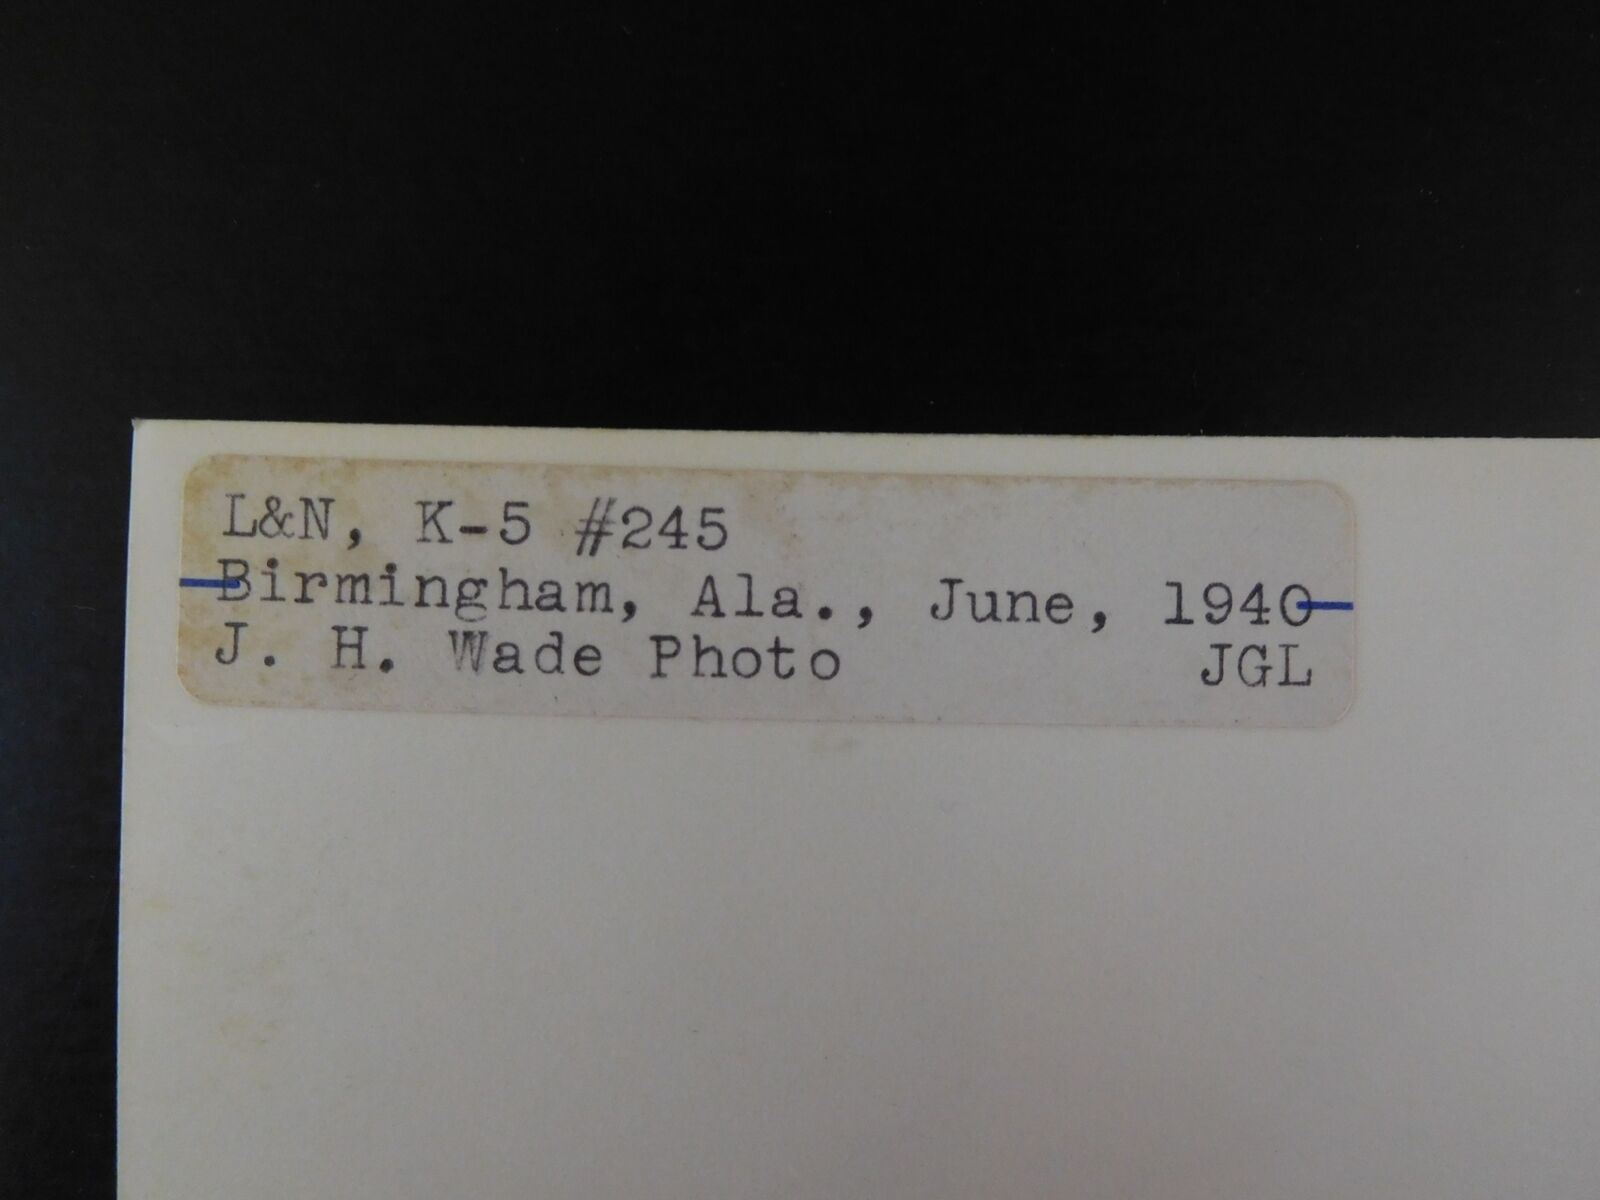 L&N, K-5 #245
Birmingham, Ala., June, 1940
J. H. Wade Photo JGL